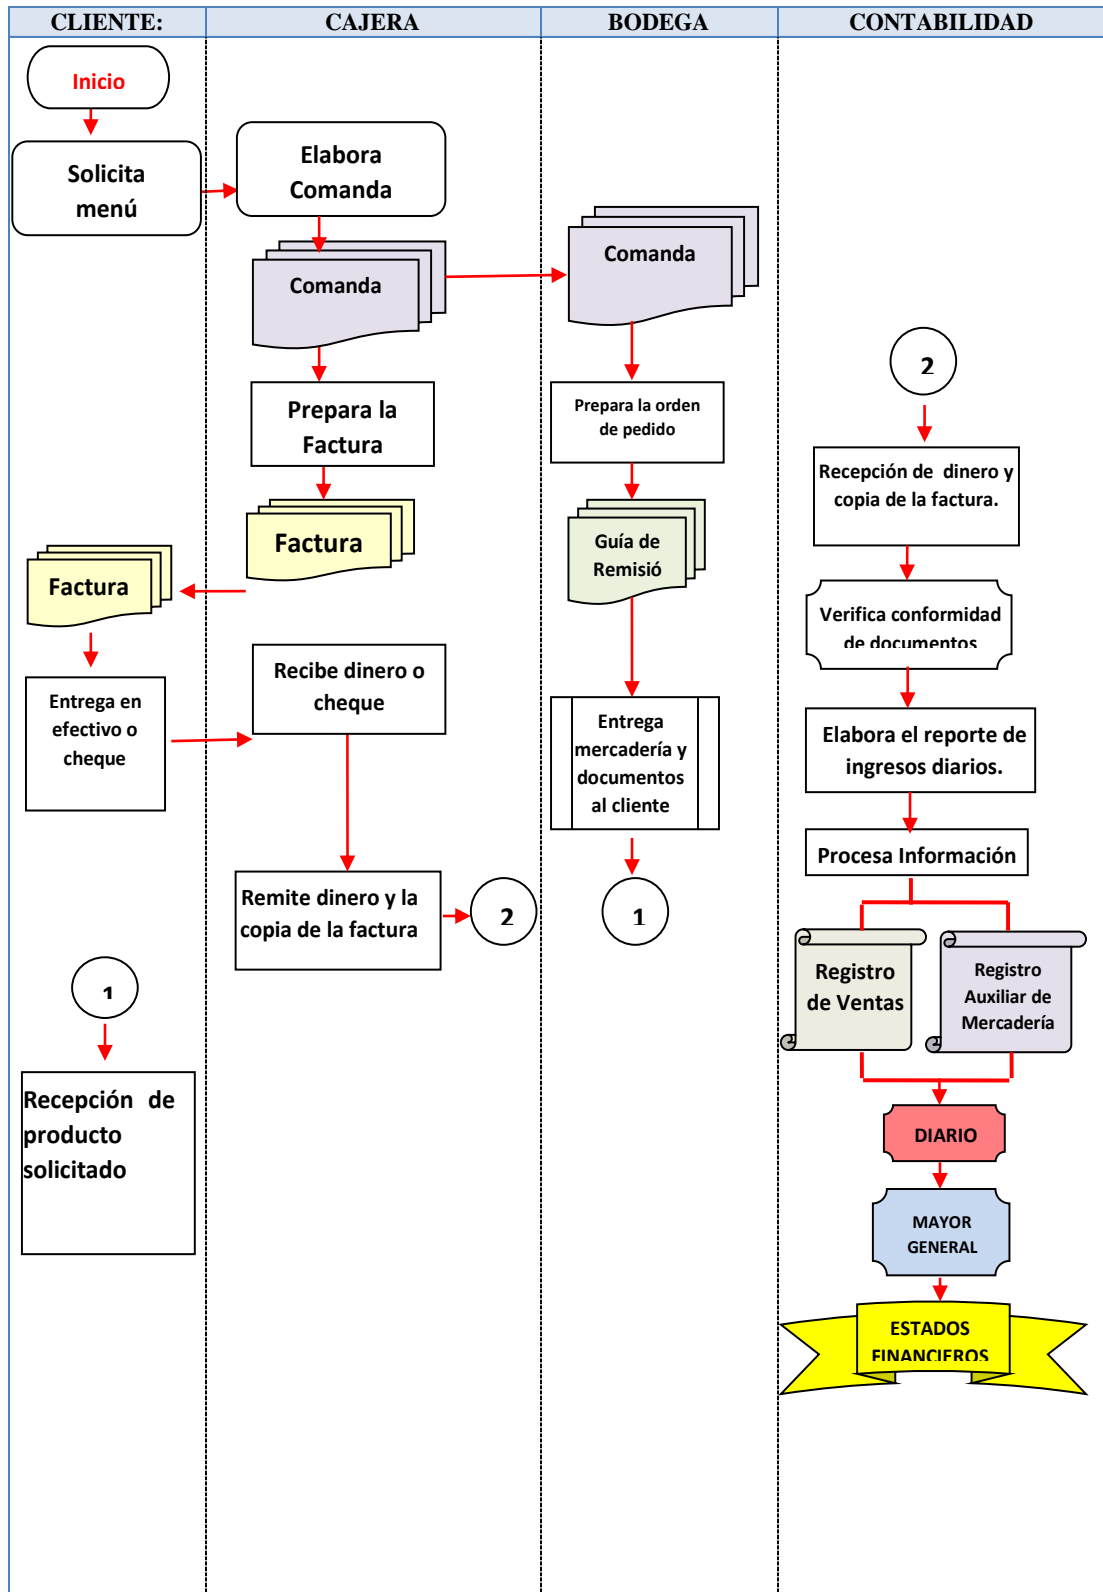 CLIENTE:
CAJERA
BODEGA
CONTABILIDAD
Inicio
Solicita
menú
Elabora
Comanda
Comanda
Comanda
Prepara la
Factura
Prepara la orden
de pedido
2
Recepción de dinero y
copia de la factura.
Factura
Factura
Guía de
Remisió
Verifica conformidad
de documentos
Entrega en
efectivo o
cheque
Recibe dinero o
cheque
Entrega
mercadería y
documentos
al cliente
Elabora el reporte de
ingresos diarios.
Procesa Información
Remite dinero y la
copia de la factura
2
1
Registro
de Ventas
Registro
Auxiliar de
Mercadería
1
Recepción de
producto
solicitado
DIARIO
MAYOR
GENERAL
ESTADOS
FINANCIEROS